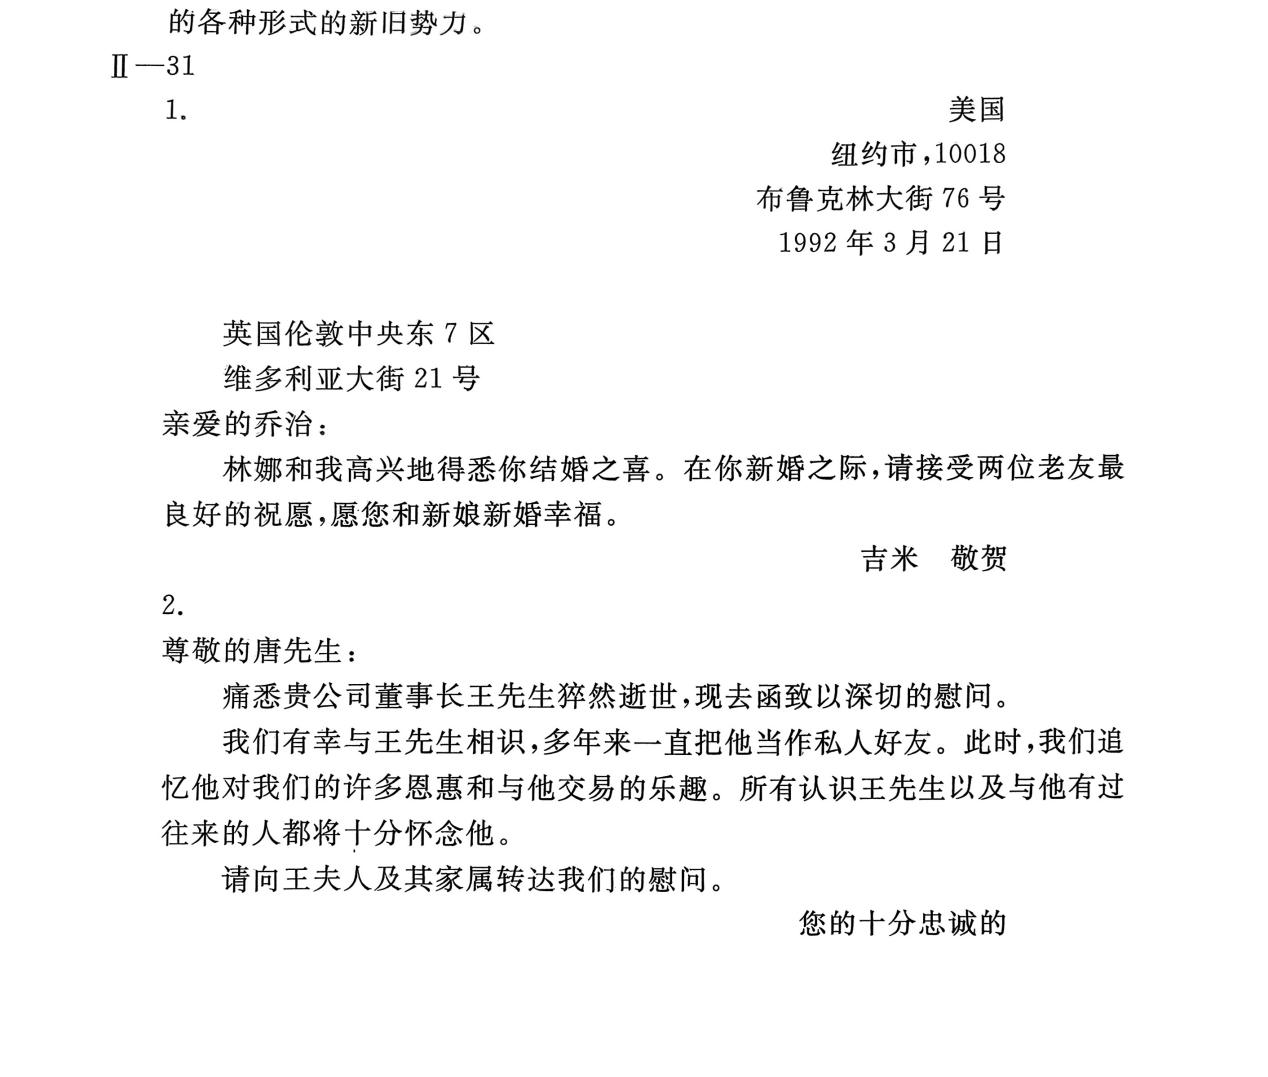 的各种形式的新旧势力。
Ⅱ—31
1.
美国
纽约市,10018
布鲁克林大街 76 号
1992 年 3 月 21 日
英国伦敦中央东 7 区
维多利亚大街 21 号
亲爱的乔治:
林娜和我高兴地得悉你结婚之喜。在你新婚之际,请接受两位老友最
良好的祝愿,愿您和新娘新婚幸福。
吉米　敬贺
2.
尊敬的唐先生:
痛悉贵公司董事长王先生猝然逝世,现去函致以深切的慰问。
我们有幸与王先生相识,多年来一直把他当作私人好友。此时,我们追
忆他对我们的许多恩惠和与他交易的乐趣。所有认识王先生以及与他有过
往来的人都将十分怀念他。
请向王夫人及其家属转达我们的慰问。
您的十分忠诚的